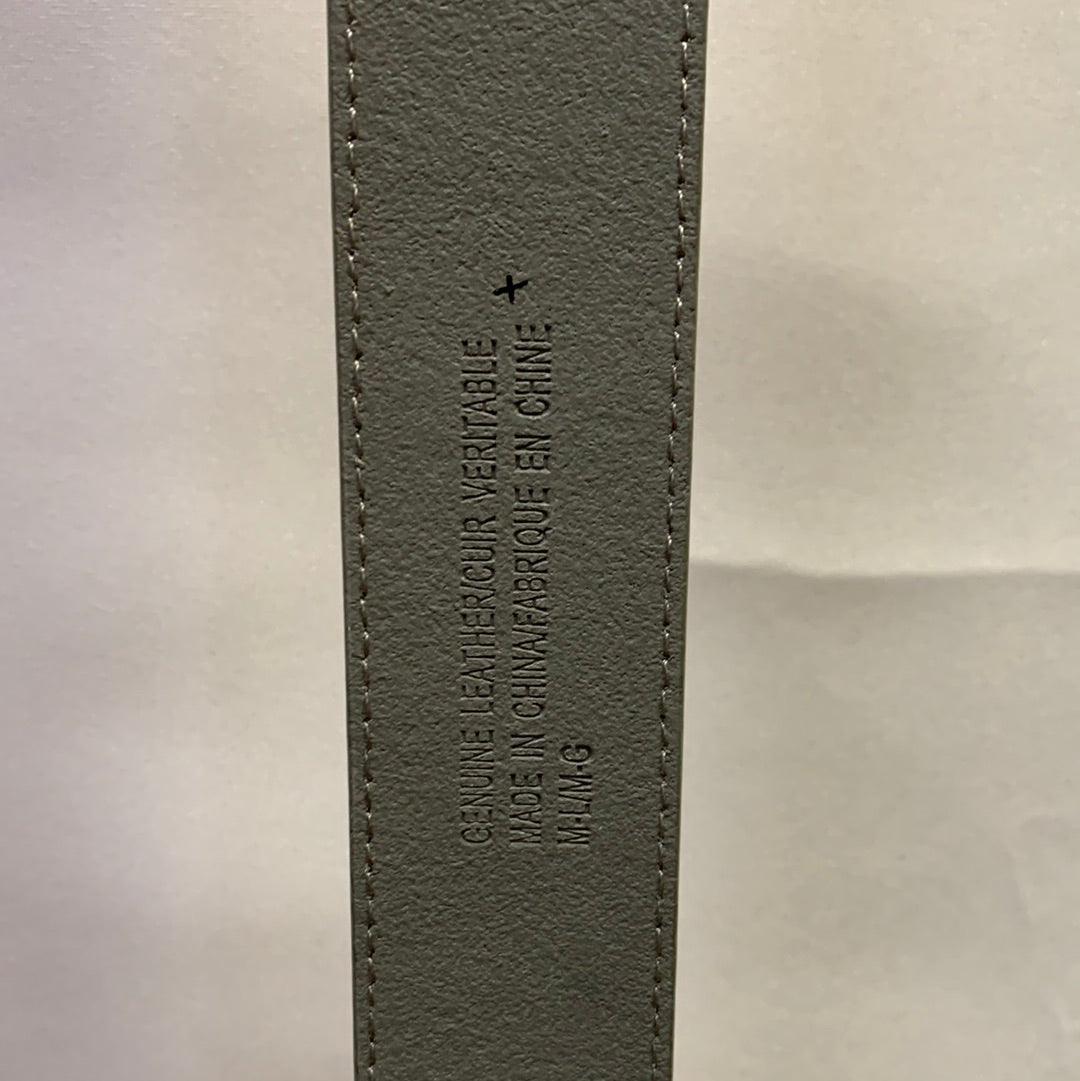 GENUINE LEATHER/CUIR VERITABLE
MADE IN CHINA/FABRIQUE EN CHINE
M-L/M-G